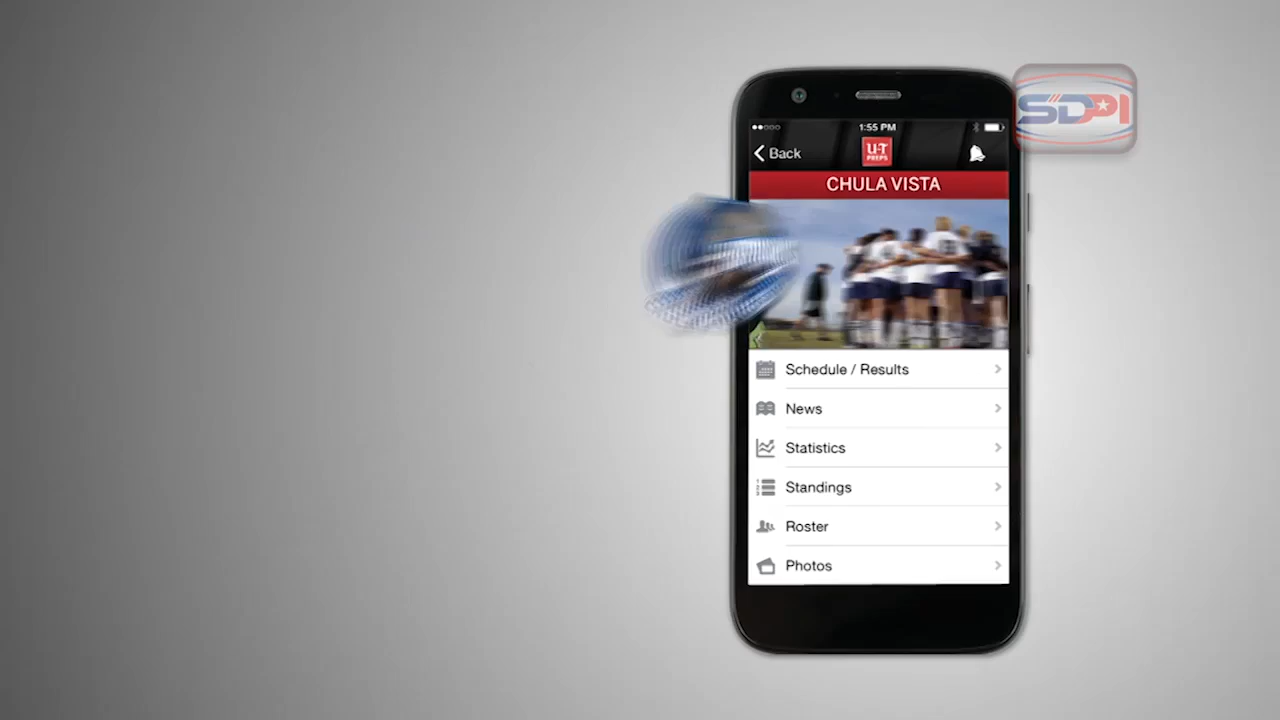 SDPI
1:55 PM
Back
U-T
PREPS
CHULA VISTA
Schedule / Results
News
Statistics
Standings
Roster
Photos